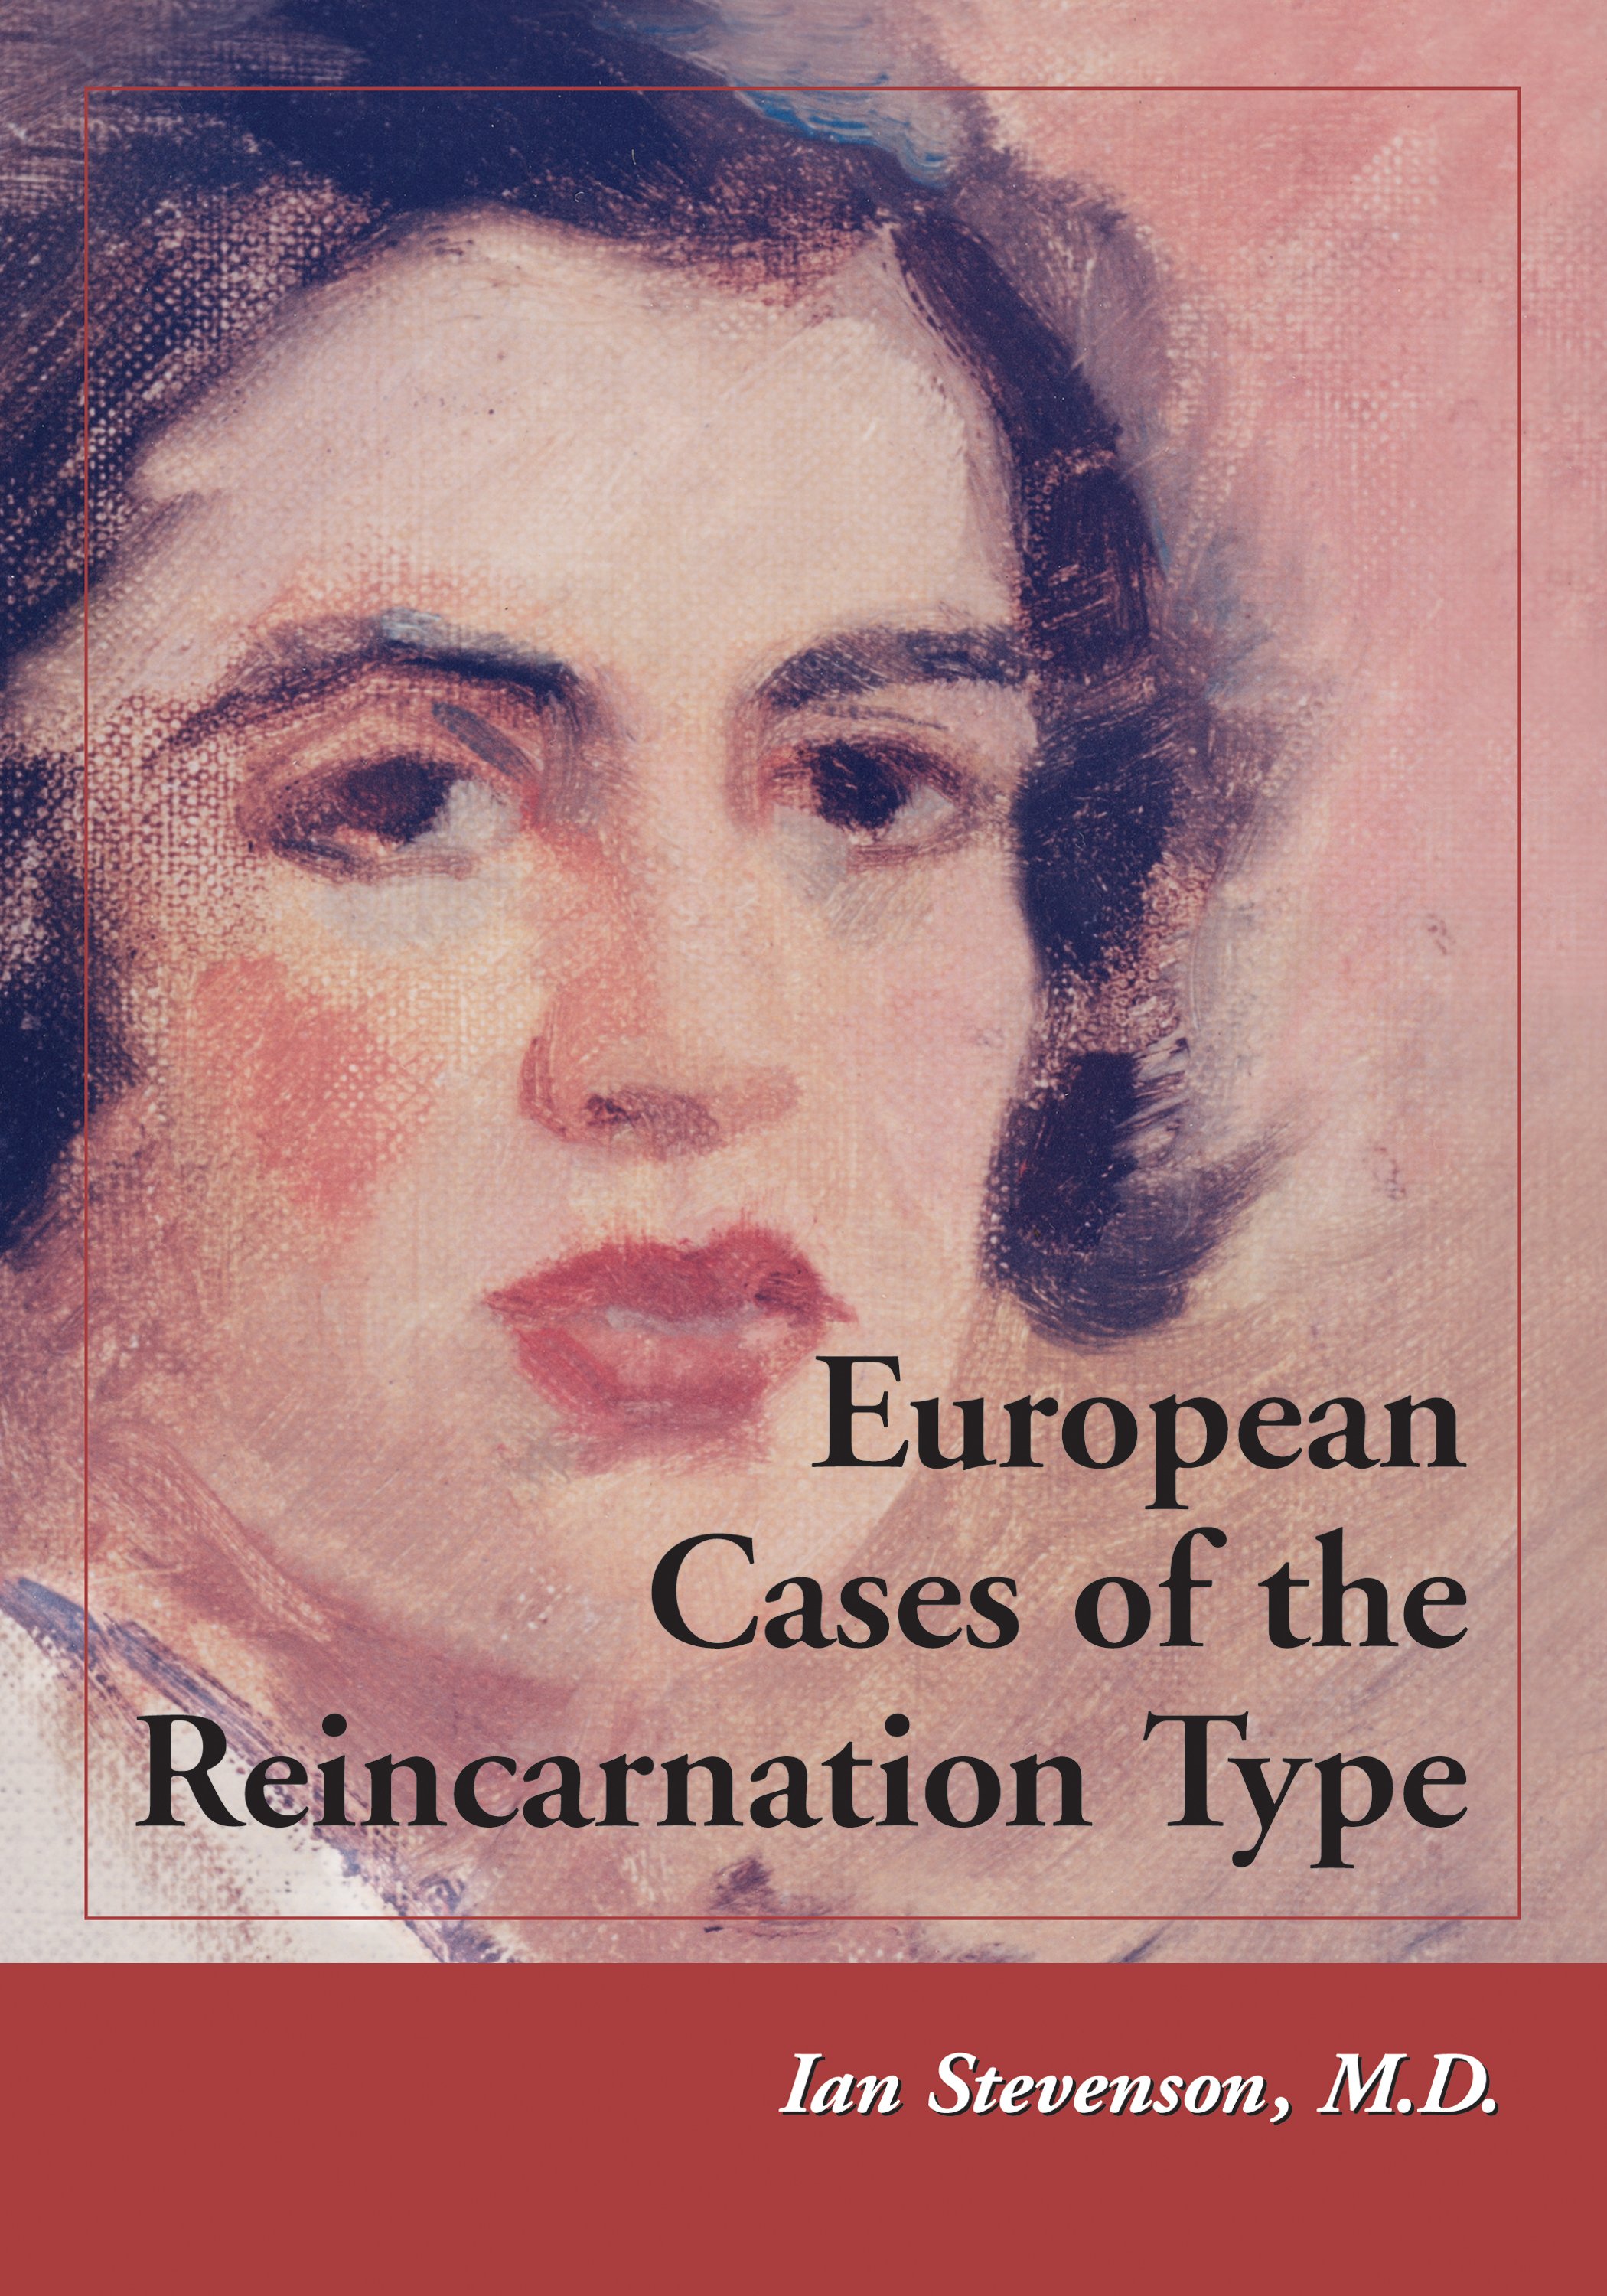 European
Cases of the
Reincarnation Type
Ian Stevenson, M.D.